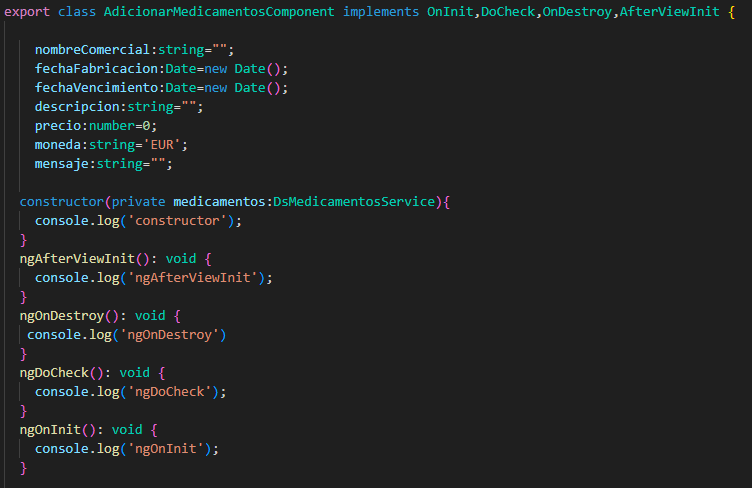 export class AdicionarMedicamentosComponent implements OnInit,DoCheck,OnDestroy,AfterViewInit {
nombreComercial:string="";
fechaFabricacion:Date=new Date();
fechaVencimiento:Date=new Date();
descripcion:string="";
precio:number=0;
moneda:string='EUR';
mensaje:string="";
constructor(private medicamentos:DsMedicamentosService){
console.log('constructor');
}
ngAfterViewInit(): void {
console.log('ngAfterViewInit');
}
ngOnDestroy(): void {
console.log('ngOnDestroy')
}
ngDoCheck(): void {
console.log('ngDoCheck');
}
ngOnInit(): void {
console.log('ngOnInit');
}